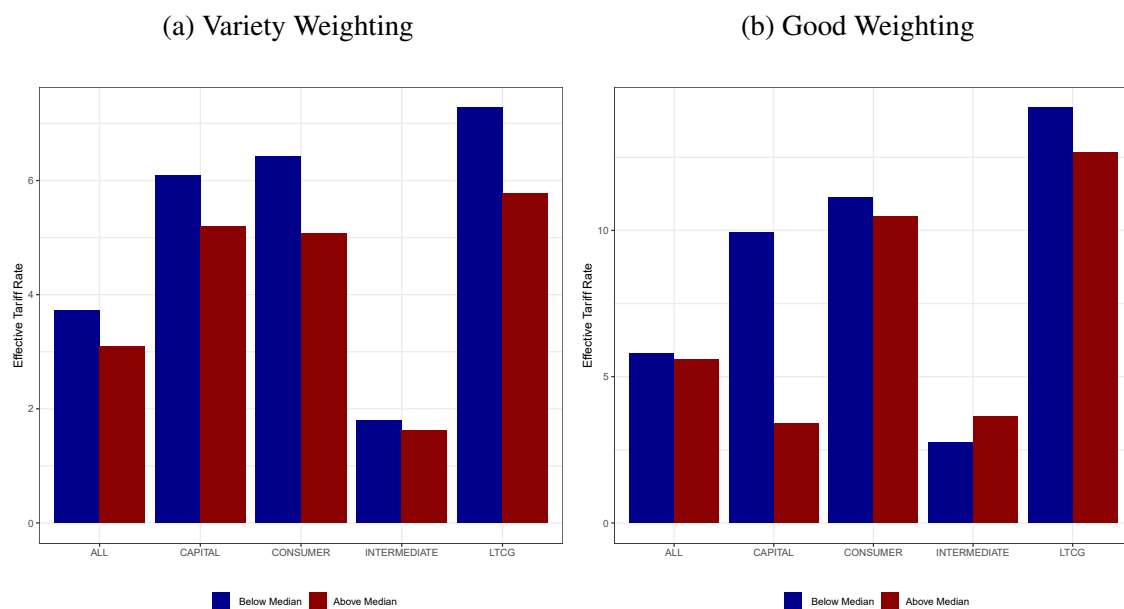 (a) Variety Weighting
Effective Tariff Rate
6
4
2
0
ALL CAPITAL CONSUMER INTERMEDIATE LTCG
Below Median Above Median
(b) Good Weighting
Effective Tariff Rate
10
5
0
ALL CAPITAL CONSUMER INTERMEDIATE LTCG
Below Median Above Median